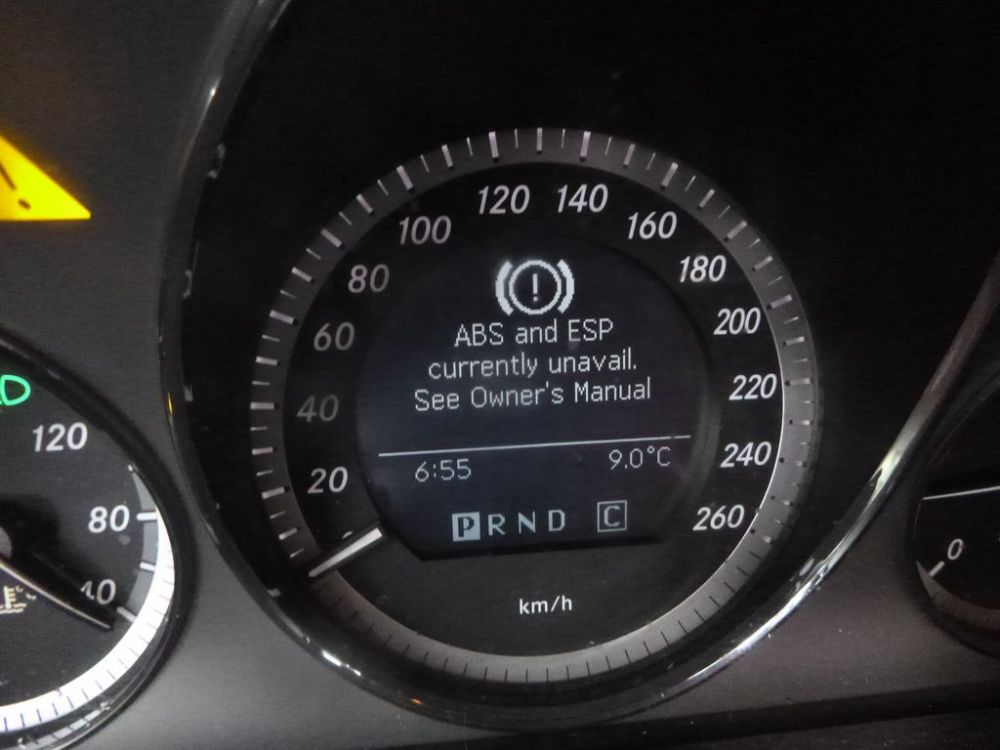 120 140
100 160
80 180
60 200
40 220
20 240
260
ABS and ESP
currently unavail.
See Owner's Manual
6:55 9.0°C
P R N D C
km/h
120
80
40
0